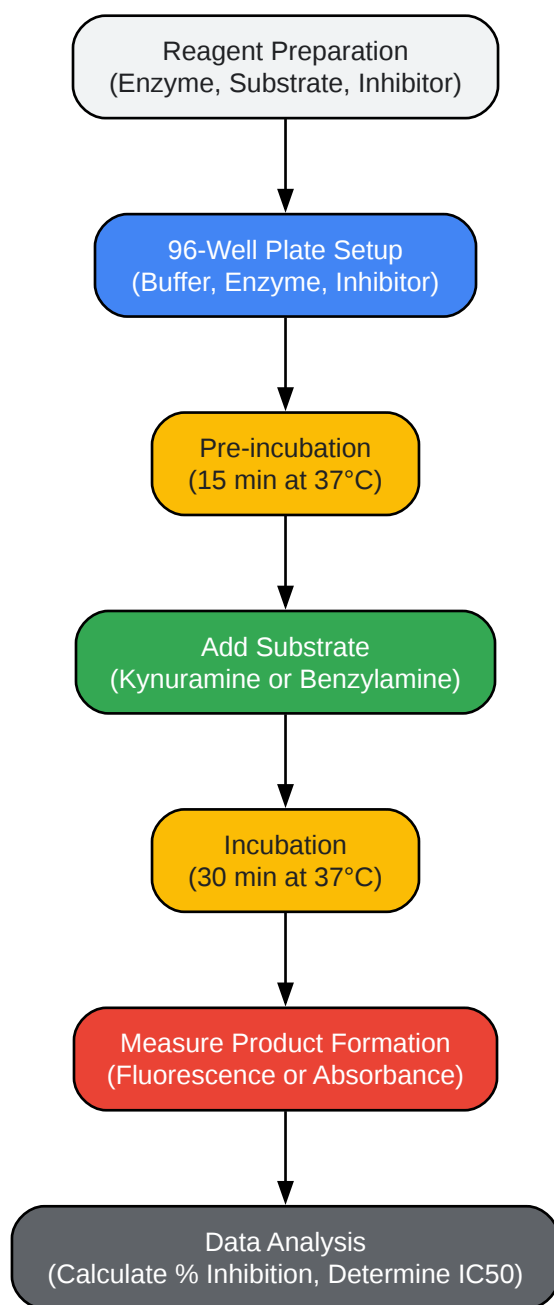 Reagent Preparation
(Enzyme, Substrate, Inhibitor)
96-Well Plate Setup
(Buffer, Enzyme, Inhibitor)
Pre-incubation
(15 min at 37°C)
Add Substrate
(Kynuramine or Benzylamine)
Incubation
(30 min at 37°C)
Measure Product Formation
(Fluorescence or Absorbance)
Data Analysis
(Calculate % Inhibition, Determine IC50)